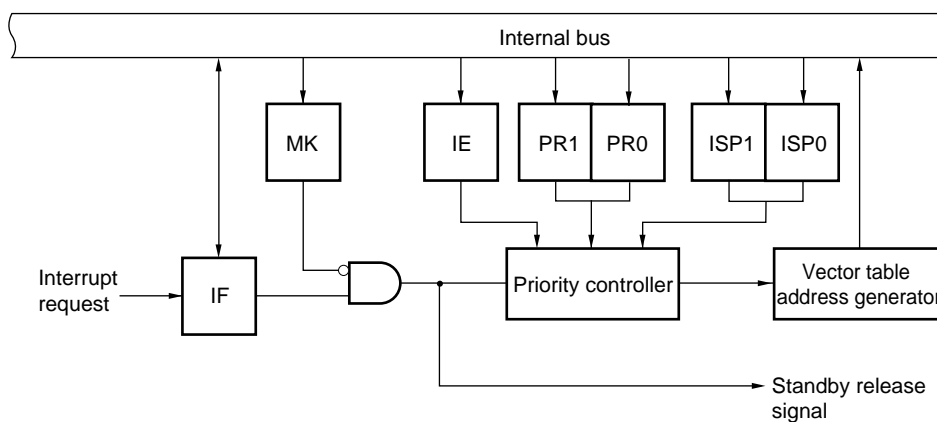 Internal bus
MK
IE
PR1
PR0
ISP1
ISP0
Interrupt
request
IF
Priority controller
Vector table
address generator
Standby release
signal